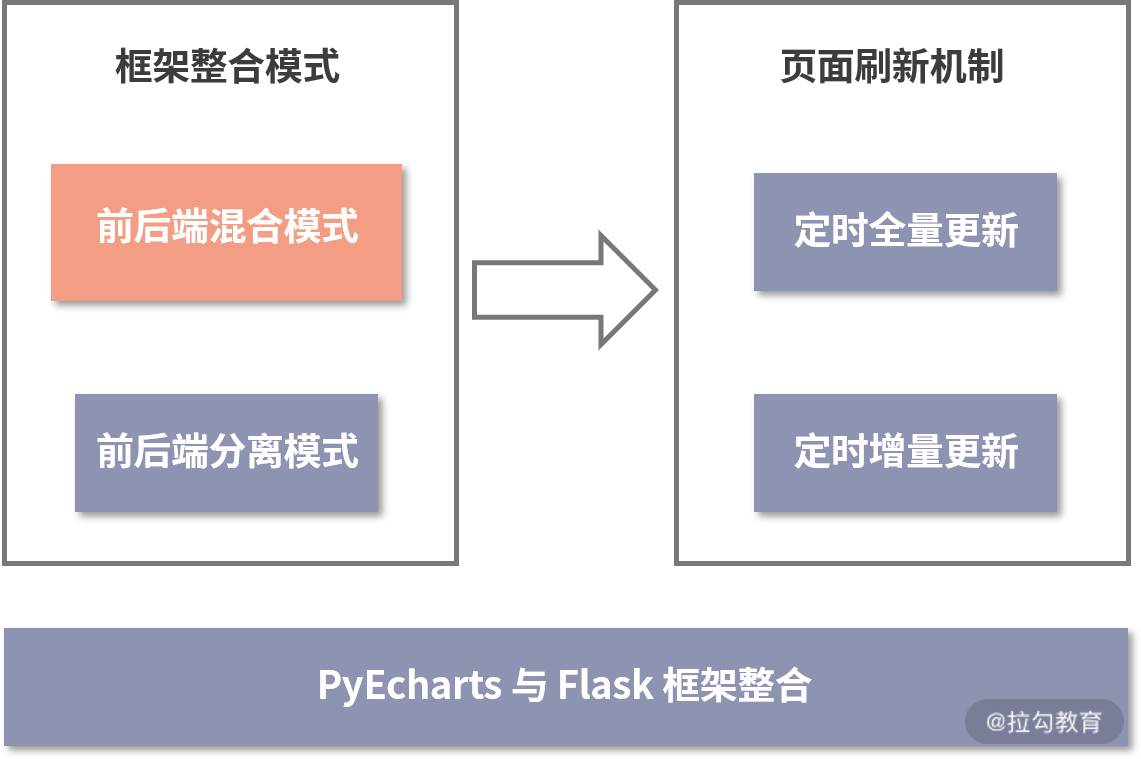 框架整合模式
前后端混合模式
前后端分离模式
页面刷新机制
定时全量更新
定时增量更新
PyEcharts 与 Flask 框架整合
@拉勾教育